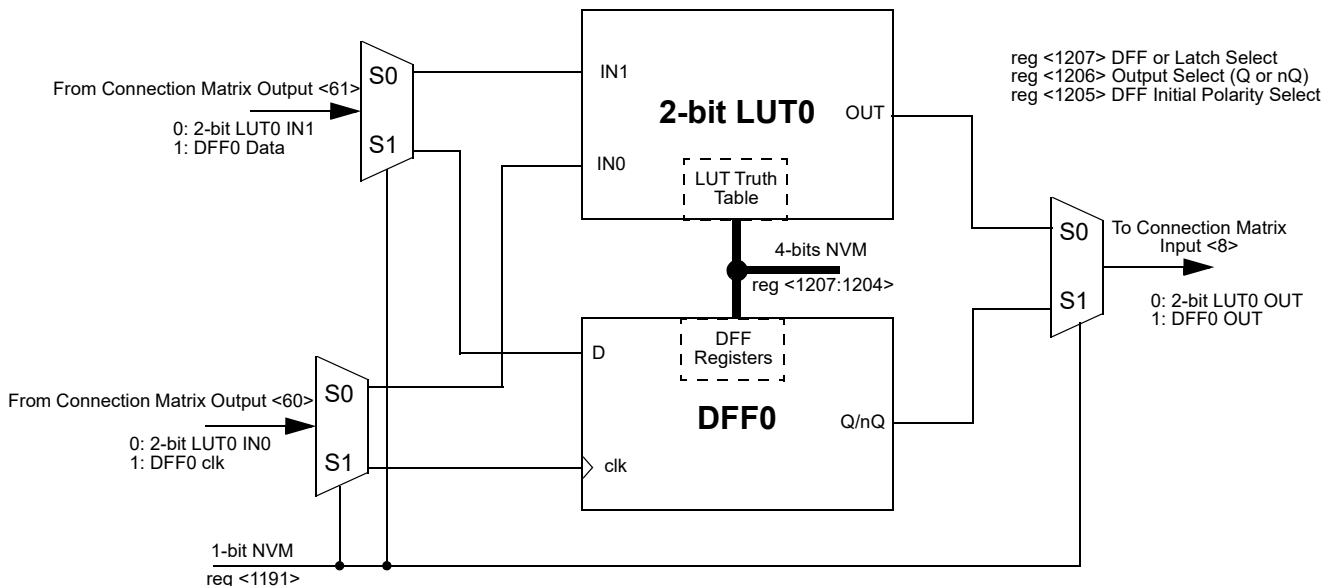 From Connection Matrix Output <61>
0: 2-bit LUT0 IN1
1: DFF0 Data
S0
S1
IN1
IN0
2-bit LUT0
OUT
LUT Truth
Table
reg <1207> DFF or Latch Select
reg <1206> Output Select (Q or nQ)
reg <1205> DFF Initial Polarity Select
4-bits NVM
reg <1207:1204>
S0
S1
To Connection Matrix
Input <8>
0: 2-bit LUT0 OUT
1: DFF0 OUT
From Connection Matrix Output <60>
0: 2-bit LUT0 IN0
1: DFF0 clk
S0
S1
D
clk
DFF
Registers
DFF0
Q/nQ
1-bit NVM
reg <1191>